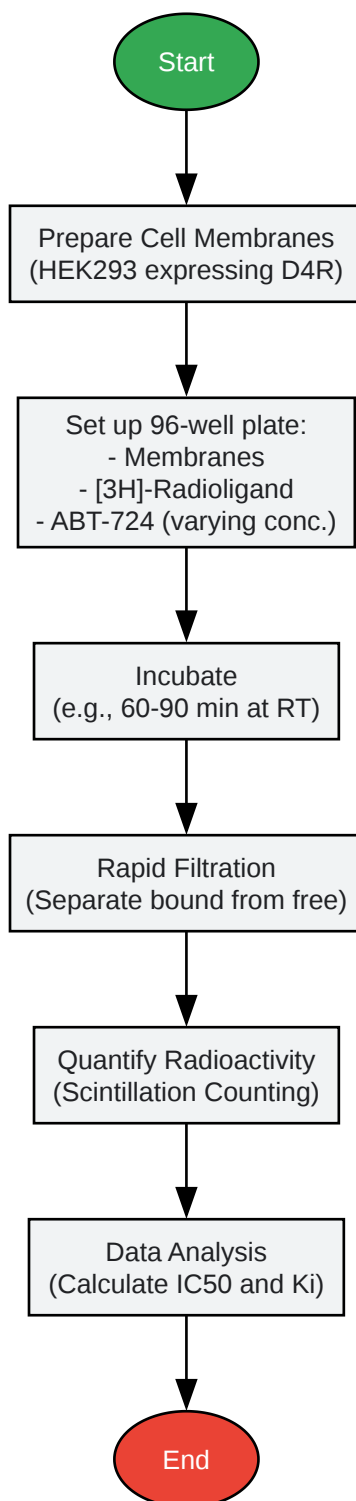 Start
Prepare Cell Membranes
(HEK293 expressing D4R)
Set up 96-well plate:
- Membranes
- [3H]-Radioligand
- ABT-724 (varying conc.)
Incubate
(e.g., 60-90 min at RT)
Rapid Filtration
(Separate bound from free)
Quantify Radioactivity
(Scintillation Counting)
Data Analysis
(Calculate IC50 and Ki)
End